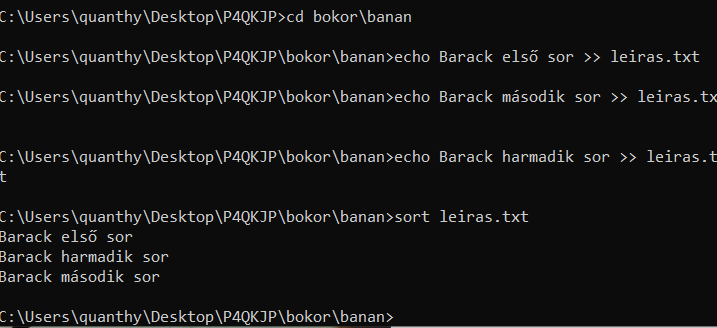 C:\Users\quanthy\Desktop\P4QKJP>cd bokor\banan
C:\Users\quanthy\Desktop\P4QKJP\bokor\banan>echo Barack első sor >> leiras.txt
C:\Users\quanthy\Desktop\P4QKJP\bokor\banan>echo Barack második sor >> leiras.tx
C:\Users\quanthy\Desktop\P4QKJP\bokor\banan>echo Barack harmadik sor >> leiras.t
t
C:\Users\quanthy\Desktop\P4QKJP\bokor\banan>sort leiras.txt
Barack első sor
Barack harmadik sor
Barack második sor
C:\Users\quanthy\Desktop\P4QKJP\bokor\banan>